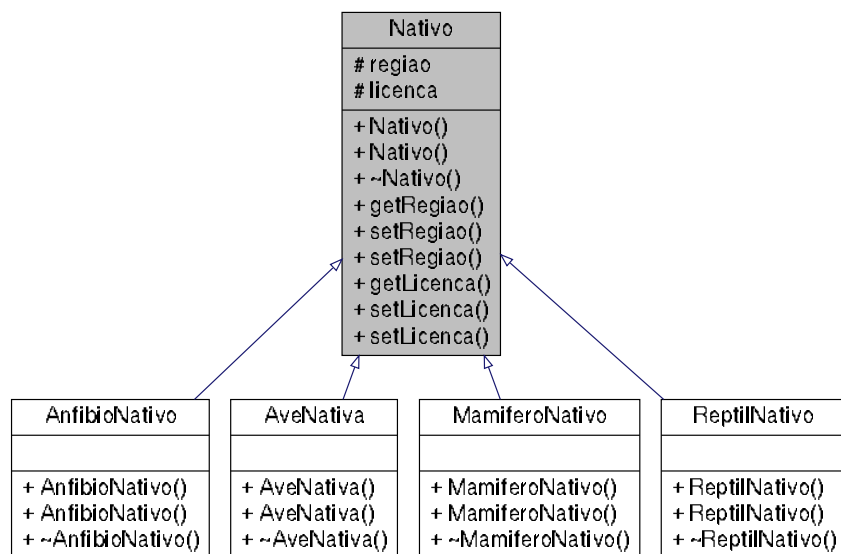 Nativo
# regiao
# licenca
+ Nativo()
+ Nativo()
+ ~Nativo()
+ getRegiao()
+ setRegiao()
+ setRegiao()
+ getLicenca()
+ setLicenca()
+ setLicenca()
AnfibioNativo
+ AnfibioNativo()
+ AnfibioNativo()
+ ~AnfibioNativo()
AveNativa
+ AveNativa()
+ AveNativa()
+ ~AveNativa()
MamiferoNativo
+ MamiferoNativo()
+ MamiferoNativo()
+ ~MamiferoNativo()
ReptilNativo
+ ReptilNativo()
+ ReptilNativo()
+ ~ReptilNativo()